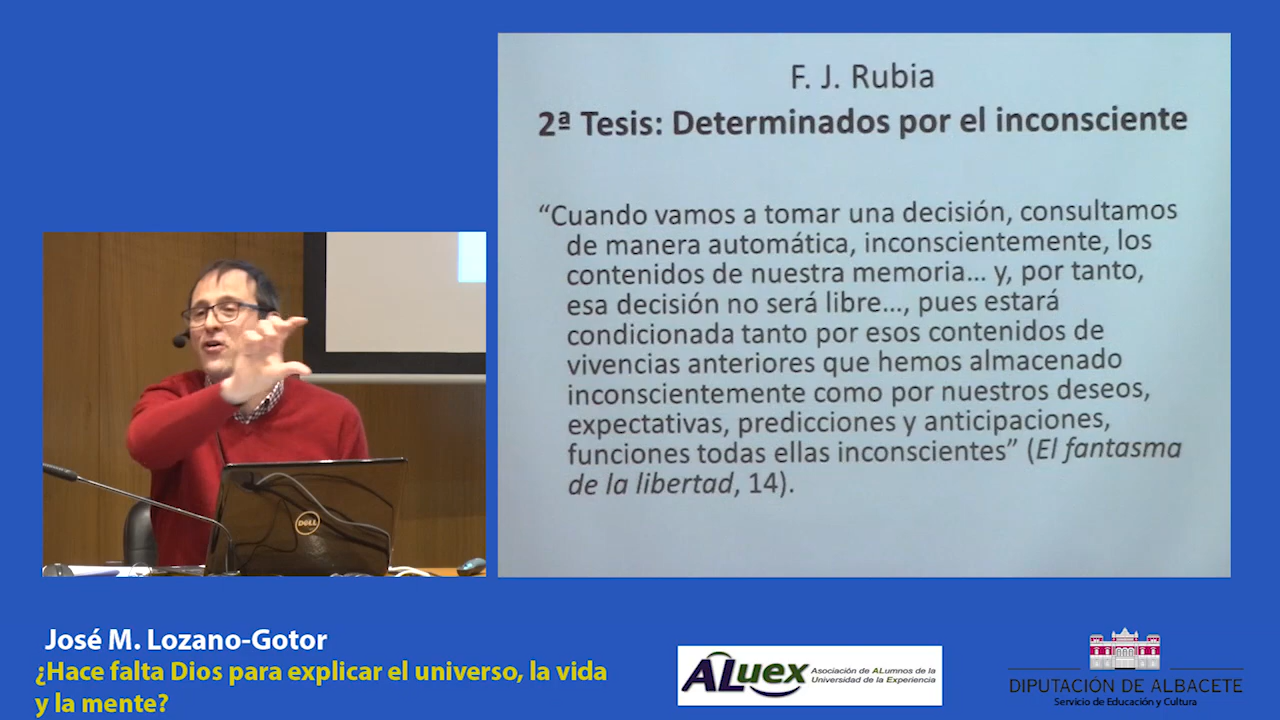 F. J. Rubia
2ª Tesis: Determinados por el inconsciente
“Cuando vamos a tomar una decisión, consultamos
de manera automática, inconscientemente, los
contenidos de nuestra memoria... y, por tanto,
esa decisión no será libre..., pues estará
condicionada tanto por esos contenidos de
vivencias anteriores que hemos almacenado
inconscientemente como por nuestros deseos,
expectativas, predicciones y anticipaciones,
funciones todas ellas inconscientes” (El fantasma
de la libertad, 14).
DELL
José M. Lozano-Gotor
¿Hace falta Dios para explicar el universo, la vida
y la mente?
ALuex
Asociación de ALumnos de la
Universidad de la Experiencia
DIPUTACIÓN DE ALBACETE
Servicio de Educación y Cultura